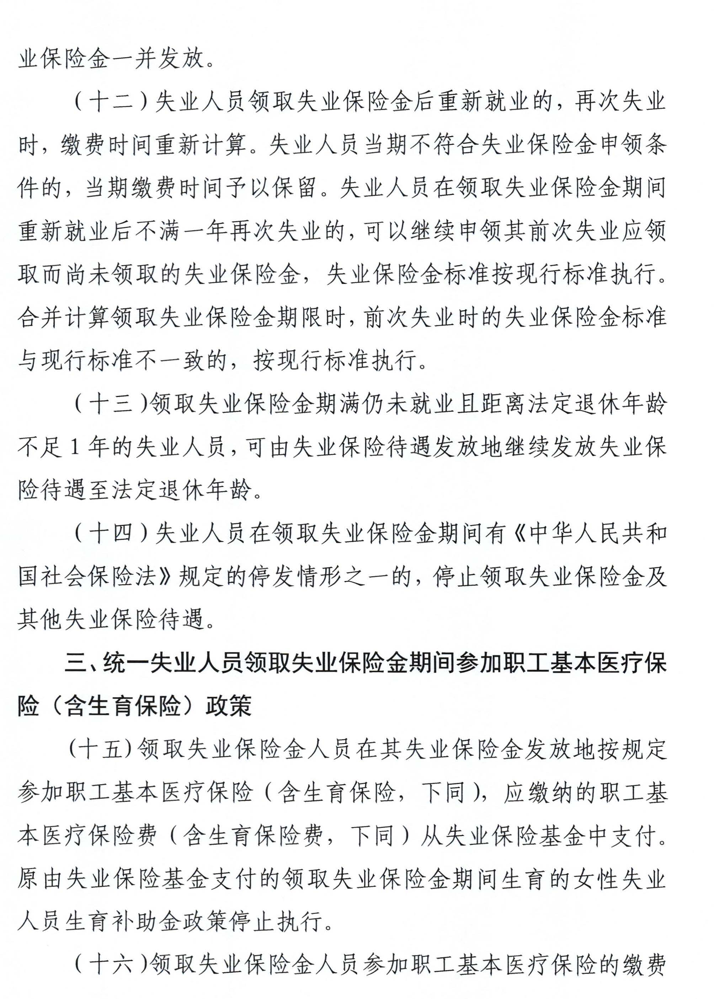 业保险金一并发放。
（十二）失业人员领取失业保险金后重新就业的，再次失业
时，缴费时间重新计算。失业人员当期不符合失业保险金申领条
件的，当期缴费时间予以保留。失业人员在领取失业保险金期间
重新就业后不满一年再次失业的，可以继续申领其前次失业应领
取而尚未领取的失业保险金，失业保险金标准按现行标准执行。
合并计算领取失业保险金期限时，前次失业时的失业保险金标准
与现行标准不一致的，按现行标准执行。
（十三）领取失业保险金期满仍未就业且距离法定退休年龄
不足 1 年的失业人员，可由失业保险待遇发放地继续发放失业保
险待遇至法定退休年龄。
（十四）失业人员在领取失业保险金期间有《中华人民共和
国社会保险法》规定的停发情形之一的，停止领取失业保险金及
其他失业保险待遇。
三、统一失业人员领取失业保险金期间参加职工基本医疗保
险（含生育保险）政策
（十五）领取失业保险金人员在其失业保险金发放地按规定
参加职工基本医疗保险（含生育保险，下同），应缴纳的职工基
本医疗保险费（含生育保险费，下同）从失业保险基金中支付。
原由失业保险基金支付的领取失业保险金期间生育的女性失业
人员生育补助金政策停止执行。
（十六）领取失业保险金人员参加职工基本医疗保险的缴费